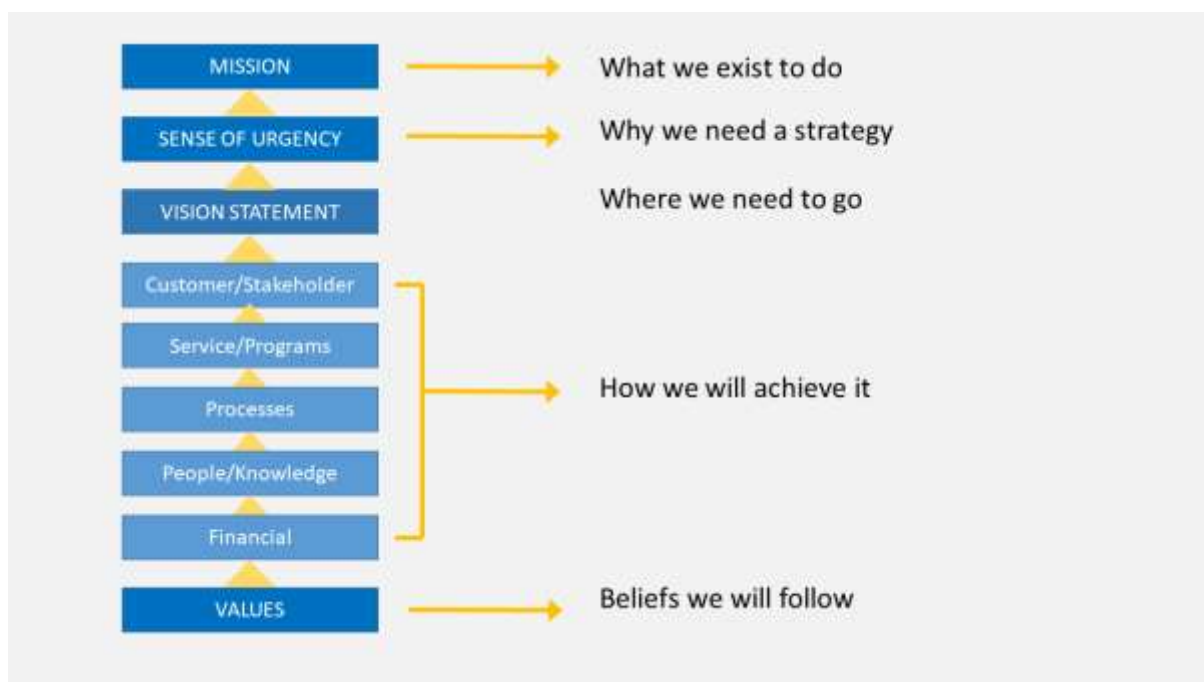 MISSION
What we exist to do
SENSE OF URGENCY
Why we need a strategy
VISION STATEMENT
Where we need to go
Customer/Stakeholder
Service/Programs
Processes
People/Knowledge
Financial
How we will achieve it
VALUES
Beliefs we will follow